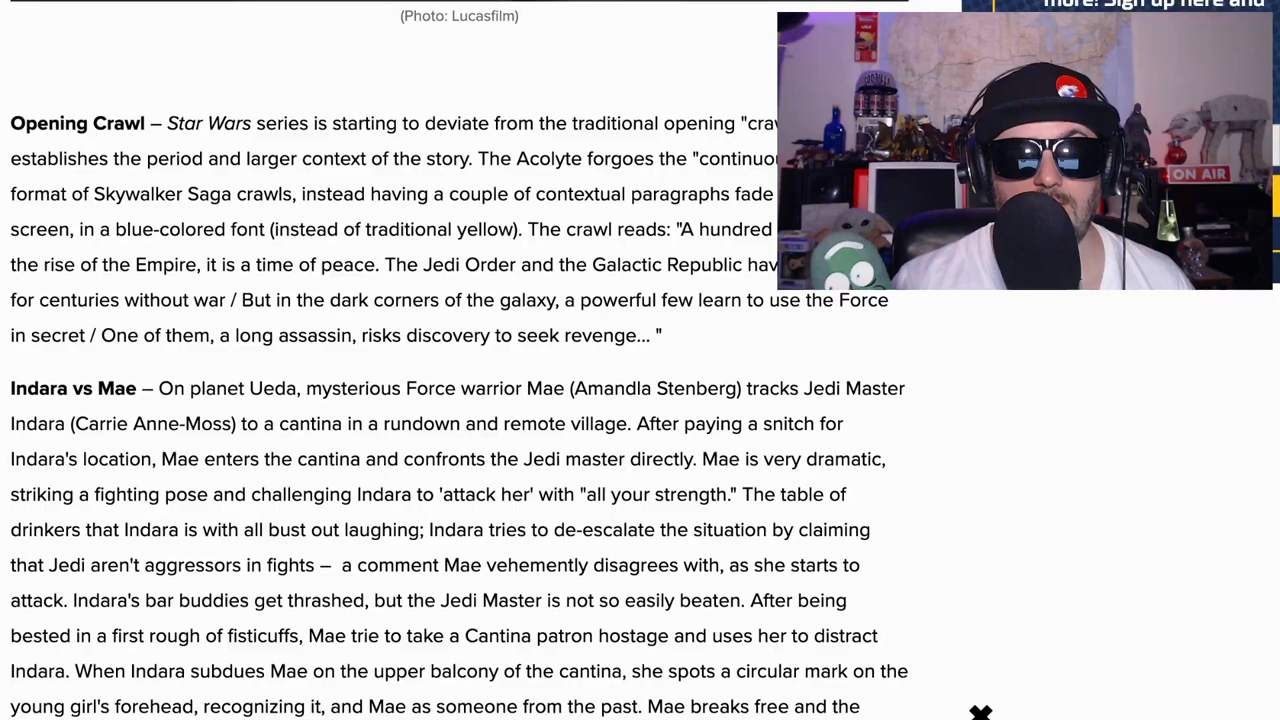 more! Sign up here and
(Photo: Lucasfilm)
Opening Crawl – Star Wars series is starting to deviate from the traditional opening "craw
establishes the period and larger context of the story. The Acolyte forgoes the "continuou
format of Skywalker Saga crawls, instead having a couple of contextual paragraphs fade
screen, in a blue-colored font (instead of traditional yellow). The crawl reads: "A hundred
the rise of the Empire, it is a time of peace. The Jedi Order and the Galactic Republic hav
for centuries without war / But in the dark corners of the galaxy, a powerful few learn to use the Force
in secret / One of them, a long assassin, risks discovery to seek revenge... "
ON AIR
Indara vs Mae – On planet Ueda, mysterious Force warrior Mae (Amandla Stenberg) tracks Jedi Master
Indara (Carrie Anne-Moss) to a cantina in a rundown and remote village. After paying a snitch for
Indara's location, Mae enters the cantina and confronts the Jedi master directly. Mae is very dramatic,
striking a fighting pose and challenging Indara to 'attack her' with "all your strength." The table of
drinkers that Indara is with all bust out laughing; Indara tries to de-escalate the situation by claiming
that Jedi aren't aggressors in fights – a comment Mae vehemently disagrees with, as she starts to
attack. Indara's bar buddies get thrashed, but the Jedi Master is not so easily beaten. After being
bested in a first rough of fisticuffs, Mae trie to take a Cantina patron hostage and uses her to distract
Indara. When Indara subdues Mae on the upper balcony of the cantina, she spots a circular mark on the
young girl's forehead, recognizing it, and Mae as someone from the past. Mae breaks free and the